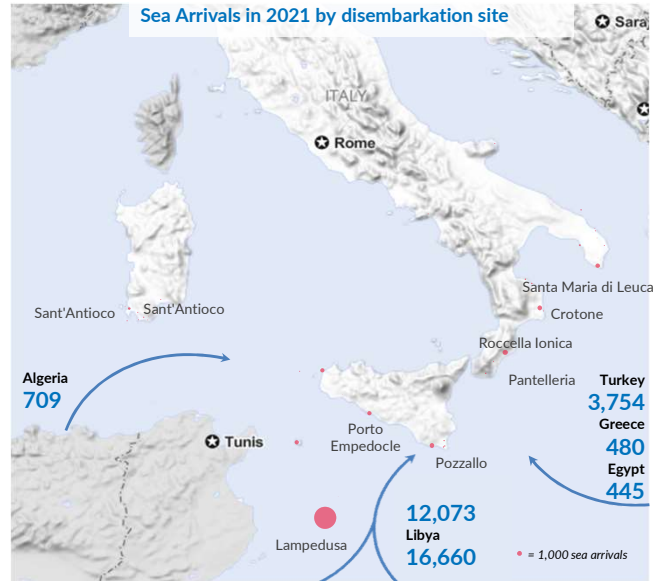 Sea Arrivals in 2021 by disembarkation site
Saraj
ITALY
Rome
Santa Maria di Leuca
Sant'Antioco
Sant'Antioco
Crotone
Roccella Ionica
Algeria
709
Pantelleria
Turkey
3,754
Greece
480
Egypt
445
Porto
Empedocle
Tunis
Pozzallo
12,073
Libya
16,660
Lampedusa
= 1,000 sea arrivals